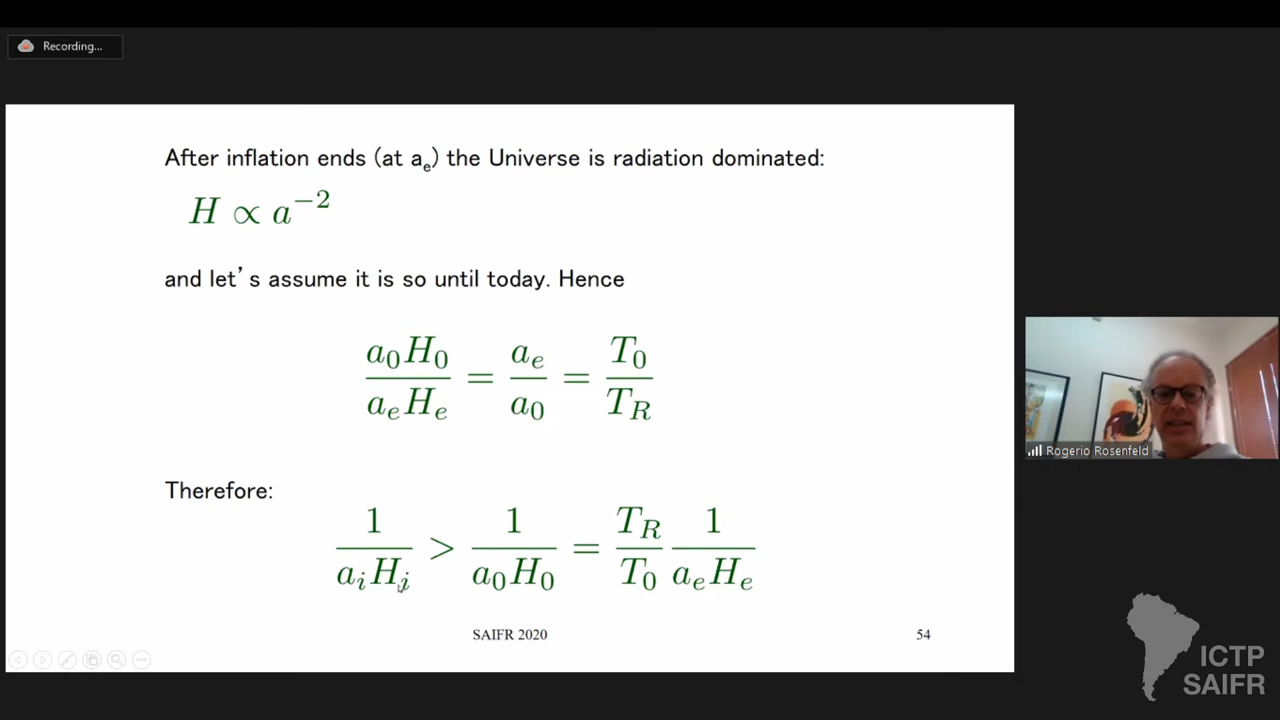 Recording...
After inflation ends (at aₑ) the Universe is radiation dominated:
H ∝ a⁻²
and let's assume it is so until today. Hence
a₀H₀ / aₑHₑ = aₑ / a₀ = T₀ / T_R
Therefore:
1 / aᵢHᵢ > 1 / a₀H₀ = T_R / T₀ 1 / aₑHₑ
SAIFR 2020
54
Rogerio Rosenfeld
ICTP
SAIFR